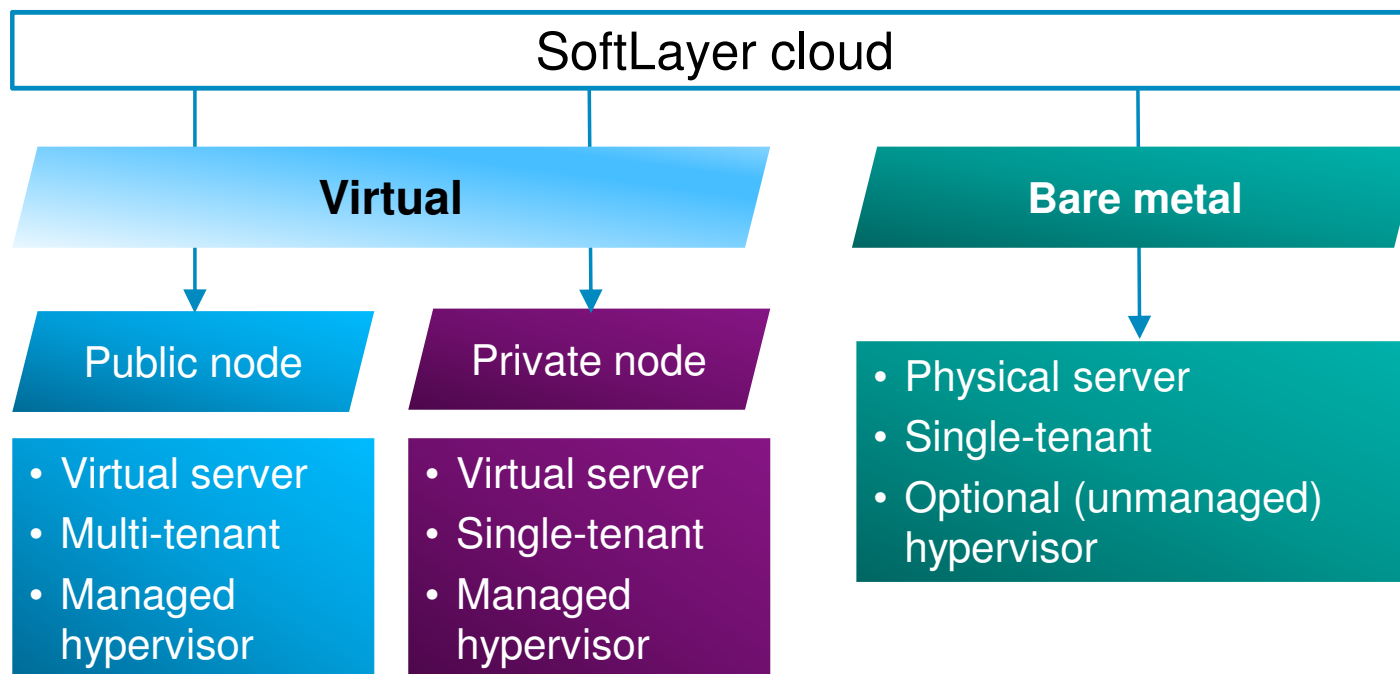 SoftLayer cloud
Virtual
Bare metal
Public node
Private node
• Virtual server
• Multi-tenant
• Managed
hypervisor
• Virtual server
• Single-tenant
• Managed
hypervisor
• Physical server
• Single-tenant
• Optional (unmanaged)
hypervisor